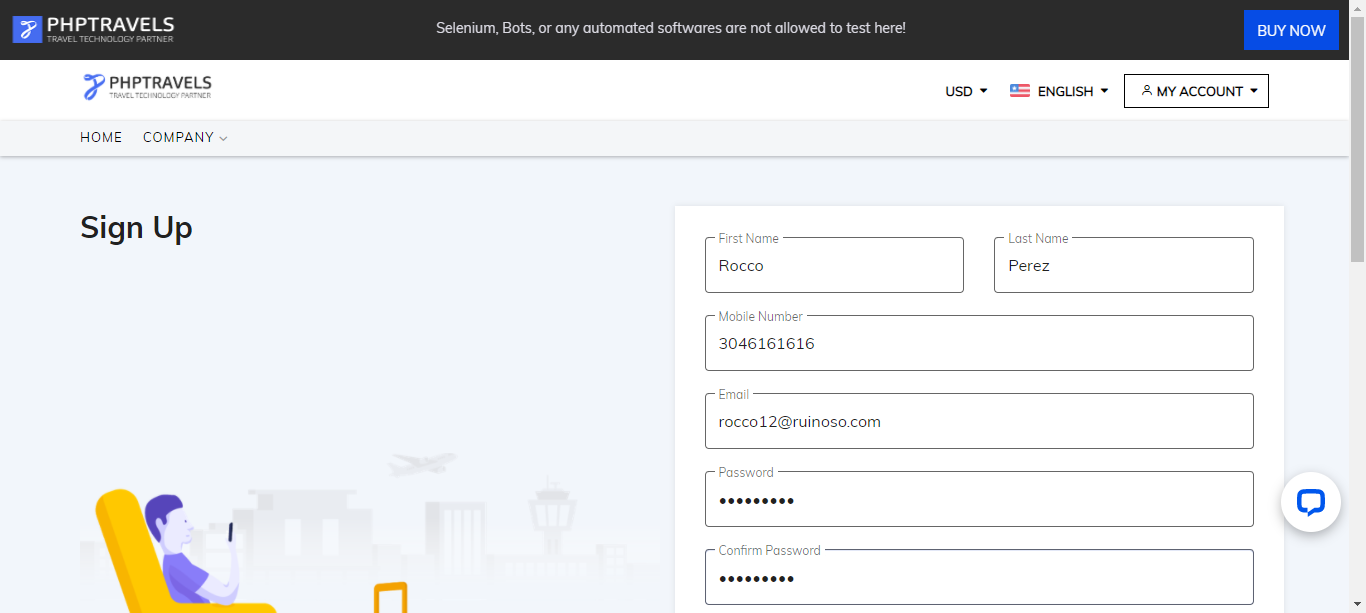 PHPTRAVELS
TRAVEL TECHNOLOGY PARTNER
Selenium, Bots, or any automated softwares are not allowed to test here!
BUY NOW
PHPTRAVELS
TRAVEL TECHNOLOGY PARTNER
USD
ENGLISH
MY ACCOUNT
HOME
COMPANY
Sign Up
First Name
Rocco
Last Name
Perez
Mobile Number
3046161616
Email
rocco12@ruinoso.com
Password
•••••••••
Confirm Password
•••••••••